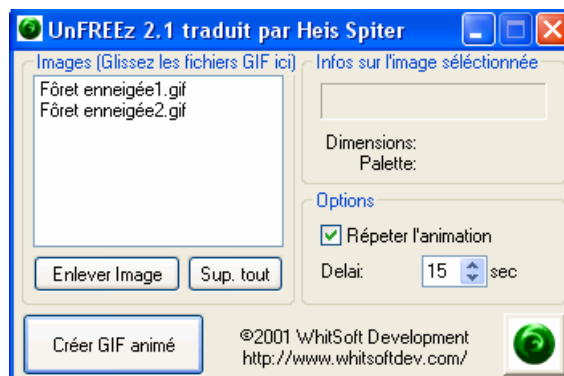 UnFREEz 2.1 traduit par Heis Spiter
Images (Glissez les fichiers GIF ici)
Fôret enneigée1.gif
Fôret enneigée2.gif
Enlever Image
Sup. tout
Infos sur l'image séléctionnée
Dimensions:
Palette:
Options
Répeter l'animation
Delai: 15 sec
Créer GIF animé
©2001 WhitSoft Development
http://www.whitsoftdev.com/